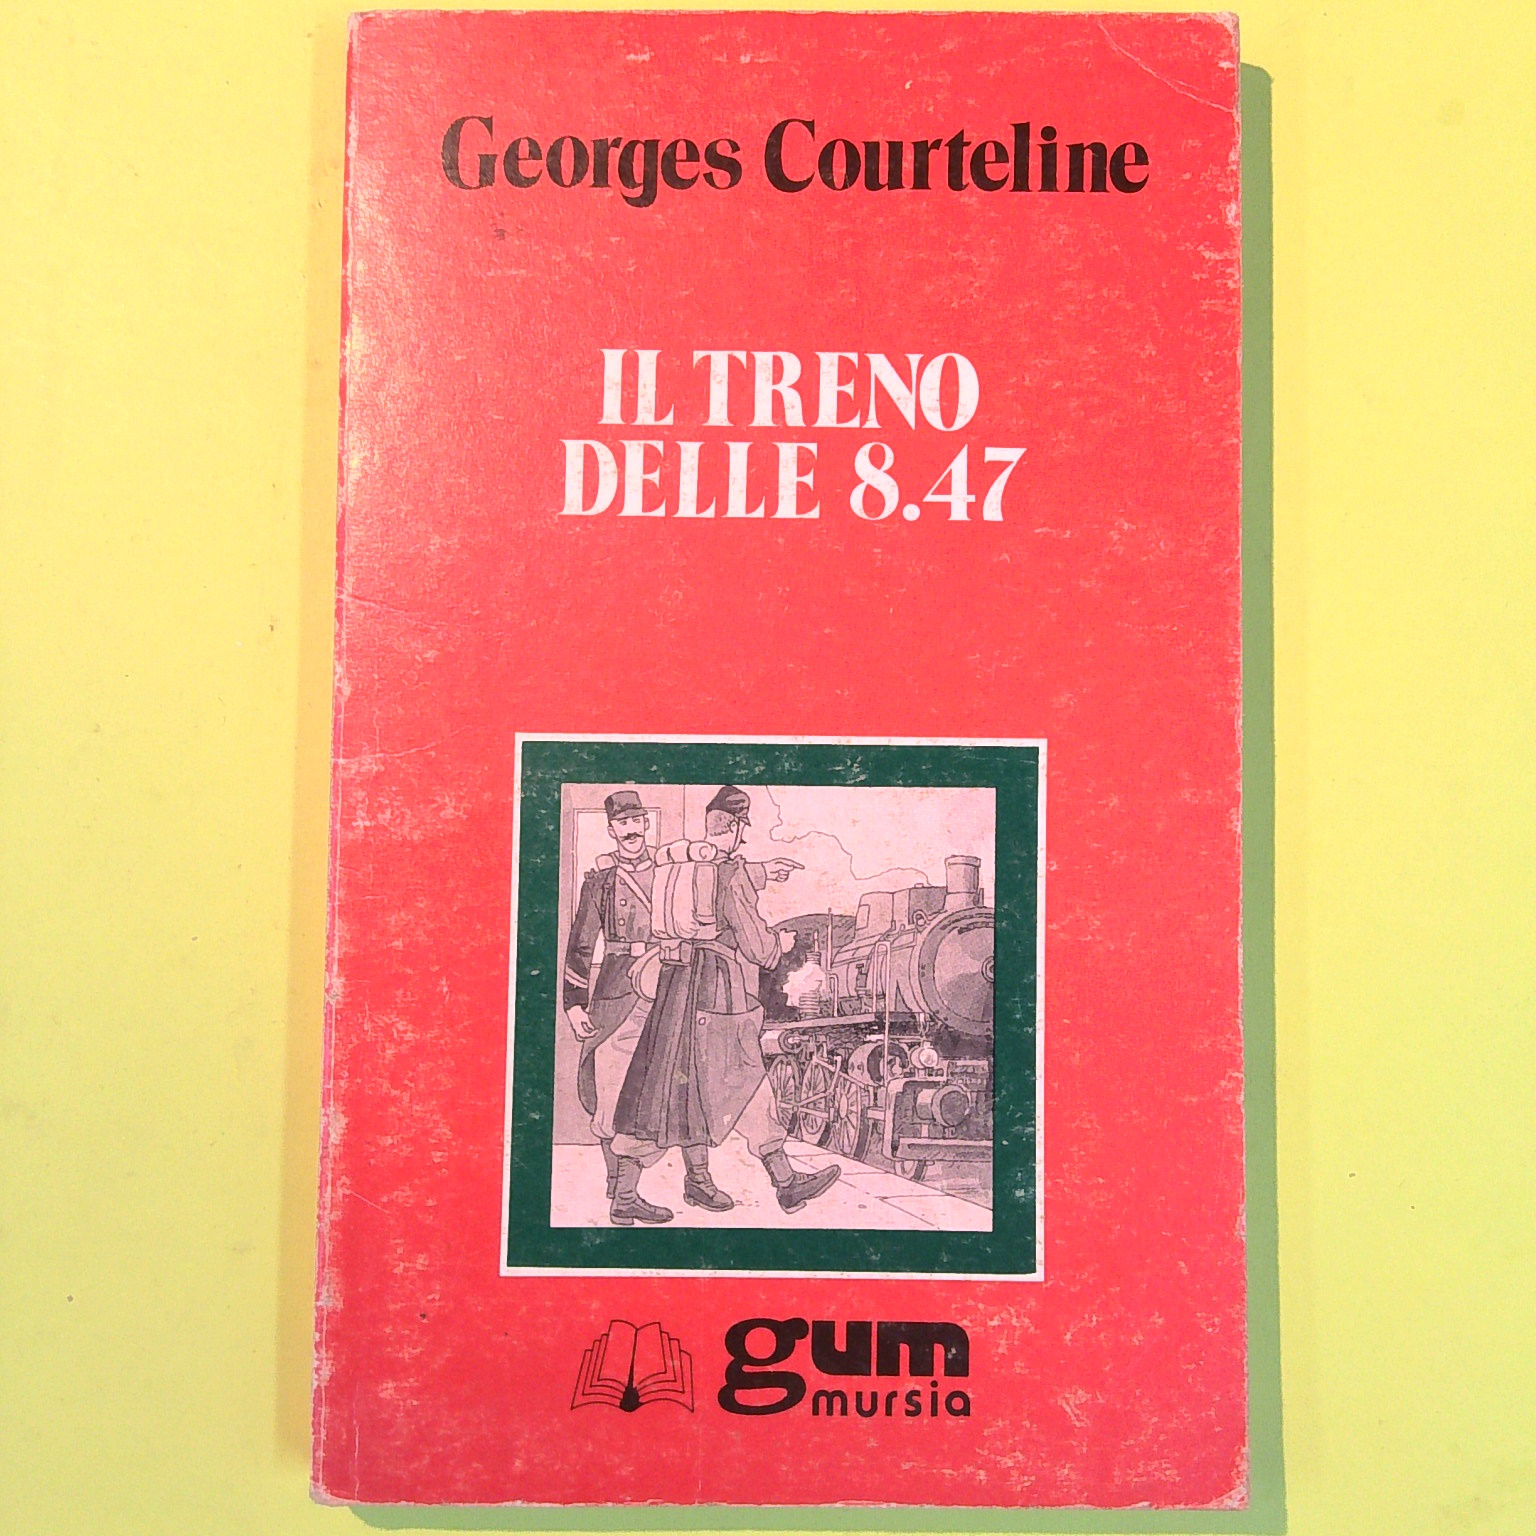 Georges Courteline
IL TRENO
DELLE 8.47
gum
mursia